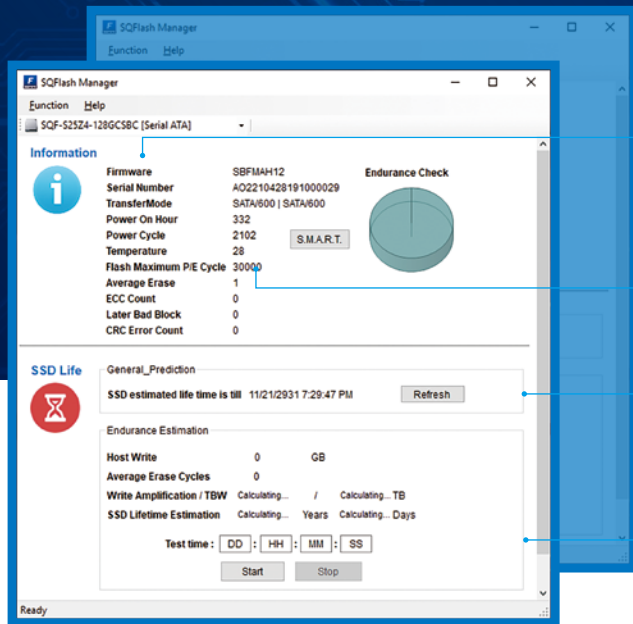 SQFlash Manager
Function Help
SQFlash Manager
Function Help
SQF-S25Z4-128GCSBC [Serial ATA]
Information
Firmware SBFMAH12
Serial Number AO2210428191000029
TransferMode SATA/600 | SATA/600
Power On Hour 332
Power Cycle 2102
Temperature 28
Flash Maximum P/E Cycle 30000
Average Erase 1
ECC Count 0
Later Bad Block 0
CRC Error Count 0
S.M.A.R.T.
Endurance Check
SSD Life
General_Prediction
SSD estimated life time is till 11/21/2931 7:29:47 PM Refresh
Endurance Estimation
Host Write 0 GB
Average Erase Cycles 0
Write Amplification / TBW Calculating... / Calculating... TB
SSD Lifetime Estimation Calculating... Years Calculating... Days
Test time : DD : HH : MM : SS
Start Stop
Ready